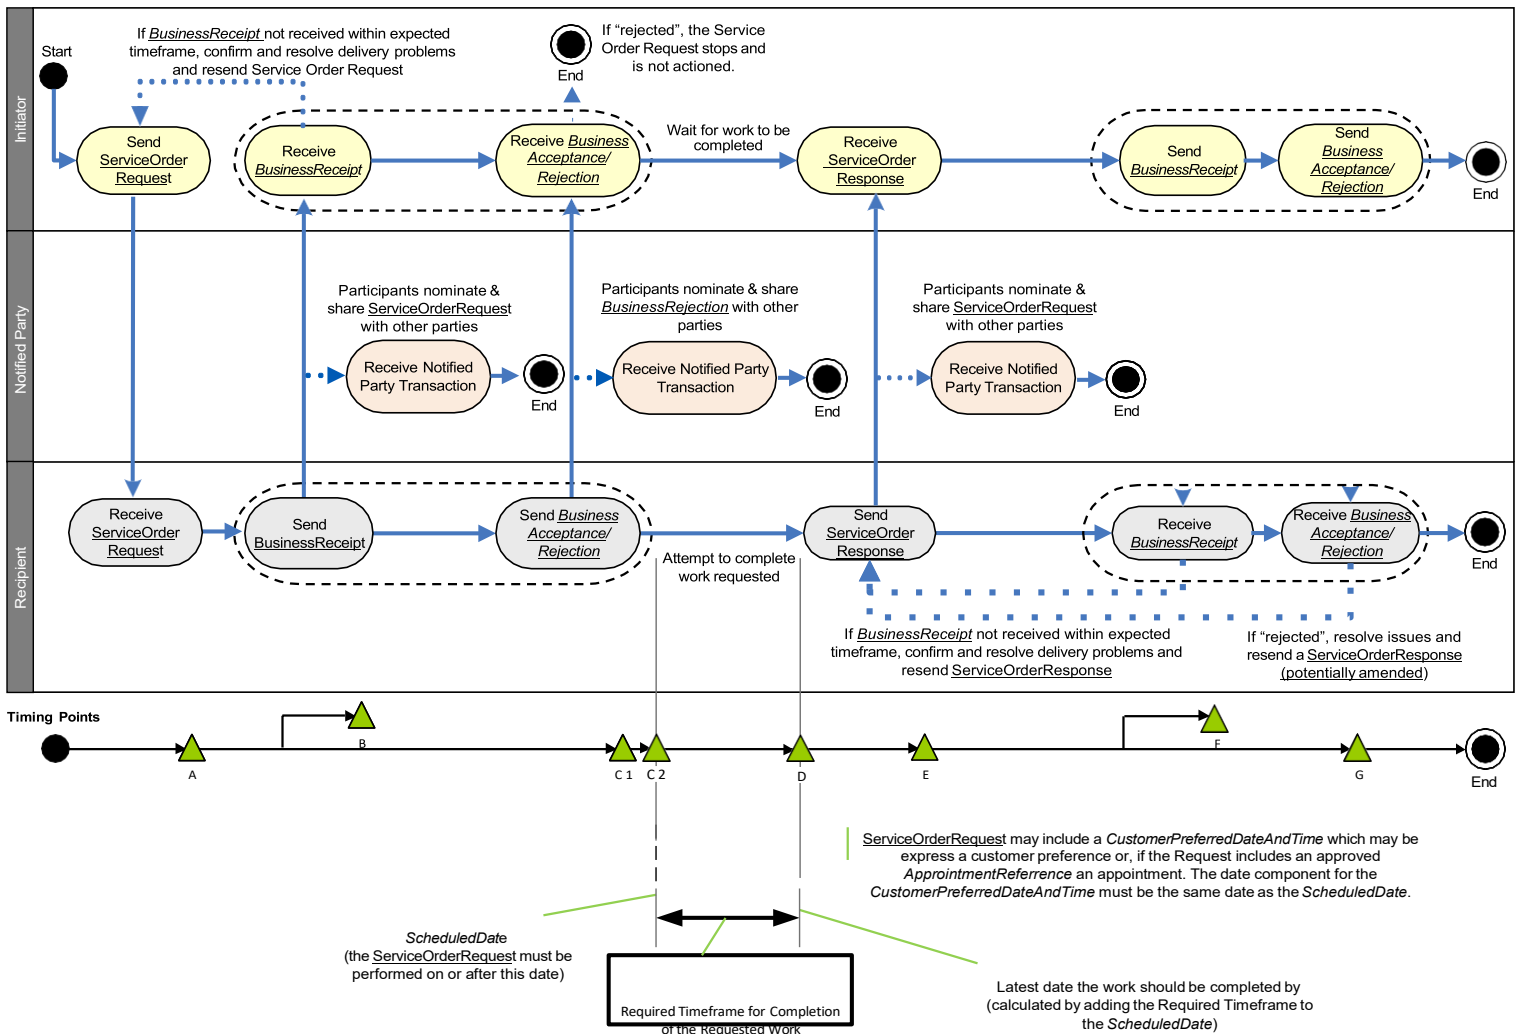 Initiator
Start
If BusinessReceipt not received within expected
timeframe, confirm and resolve delivery problems
and resend Service Order Request
End
If “rejected”, the Service
Order Request stops and
is not actioned.
Send
ServiceOrder
Request
Receive
BusinessReceipt
Receive Business
Acceptance/
Rejection
Wait for work to be
completed
Receive
ServiceOrder
Response
Send
BusinessReceipt
Send
Business
Acceptance/
Rejection
End
Notified Party
Participants nominate &
share ServiceOrderRequest
with other parties
Receive Notified
Party Transaction
End
Participants nominate & share
BusinessRejection with other
parties
Receive Notified Party
Transaction
End
Participants nominate &
share ServiceOrderRequest
with other parties
Receive Notified
Party Transaction
End
Recipient
Receive
ServiceOrder
Request
Send
BusinessReceipt
Send Business
Acceptance/
Rejection
Attempt to complete
work requested
Send
ServiceOrder
Response
Receive
BusinessReceipt
Receive Business
Acceptance/
Rejection
End
If BusinessReceipt not received within expected
timeframe, confirm and resolve delivery problems and
resend ServiceOrderResponse
If “rejected”, resolve issues and
resend a ServiceOrderResponse
(potentially amended)
Timing Points
A
B
C 1
C 2
D
E
F
G
End
ServiceOrderRequest may include a CustomerPreferredDateAndTime which may be
express a customer preference or, if the Request includes an approved
ApprointmentReferrence an appointment. The date component for the
CustomerPreferredDateAndTime must be the same date as the ScheduledDate.
ScheduledDate
(the ServiceOrderRequest must be
performed on or after this date)
Required Timeframe for Completion
of the Requested Work
Latest date the work should be completed by
(calculated by adding the Required Timeframe to
the ScheduledDate)